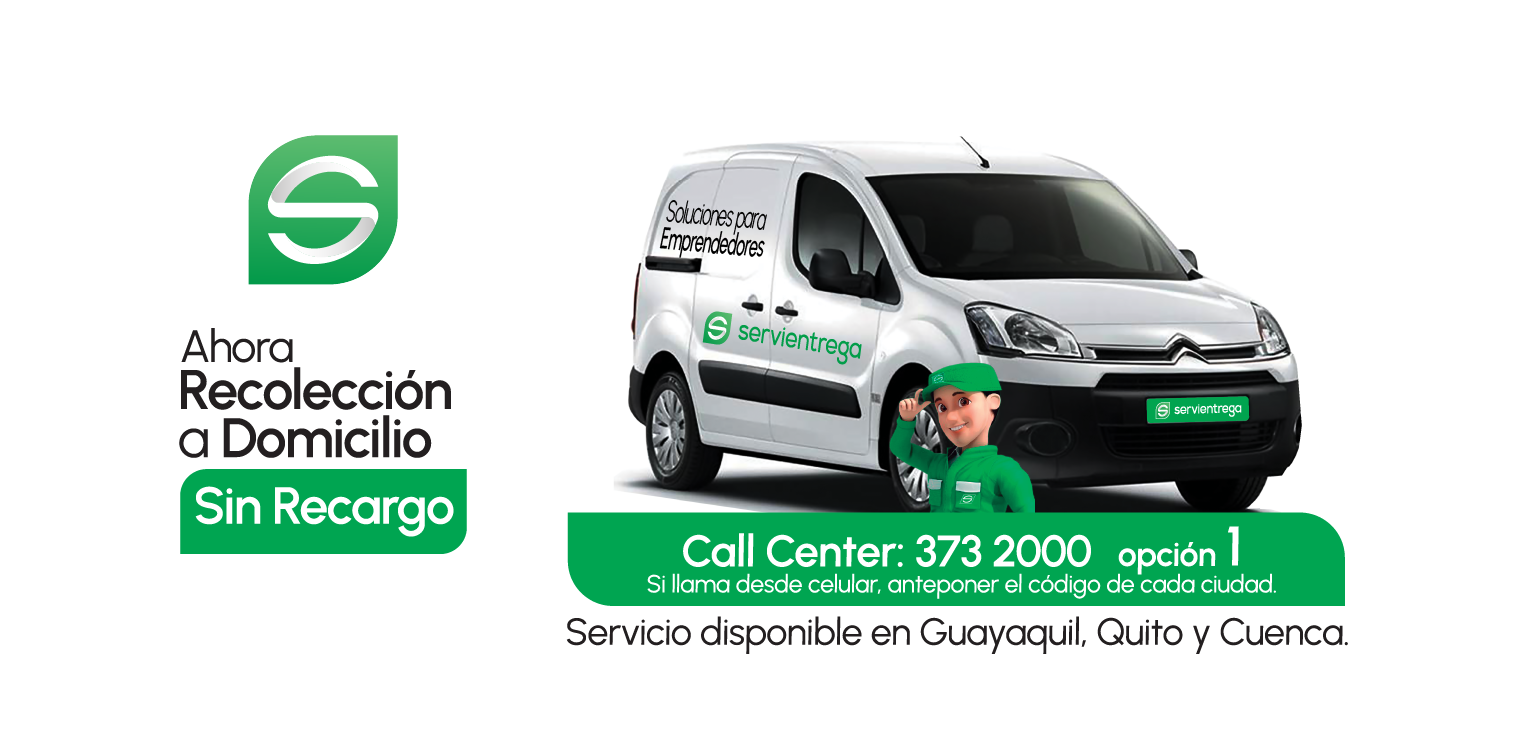 Ahora
Recolección
a Domicilio
Sin Recargo
Soluciones para
Emprendedores
servientrega
servientrega
Call Center: 373 2000 opción 1
Si llama desde celular, anteponer el código de cada ciudad.
Servicio disponible en Guayaquil, Quito y Cuenca.